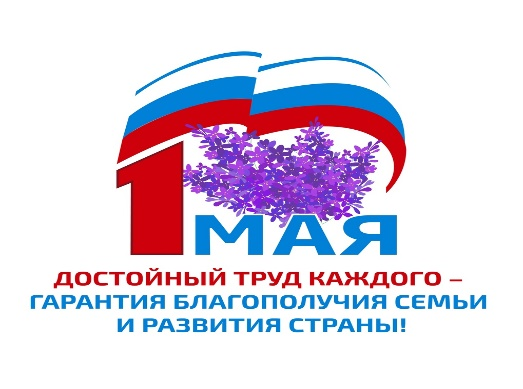 1 МАЯ
ДОСТОЙНЫЙ ТРУД КАЖДОГО –
ГАРАНТИЯ БЛАГОПОЛУЧИЯ СЕМЬИ
И РАЗВИТИЯ СТРАНЫ!